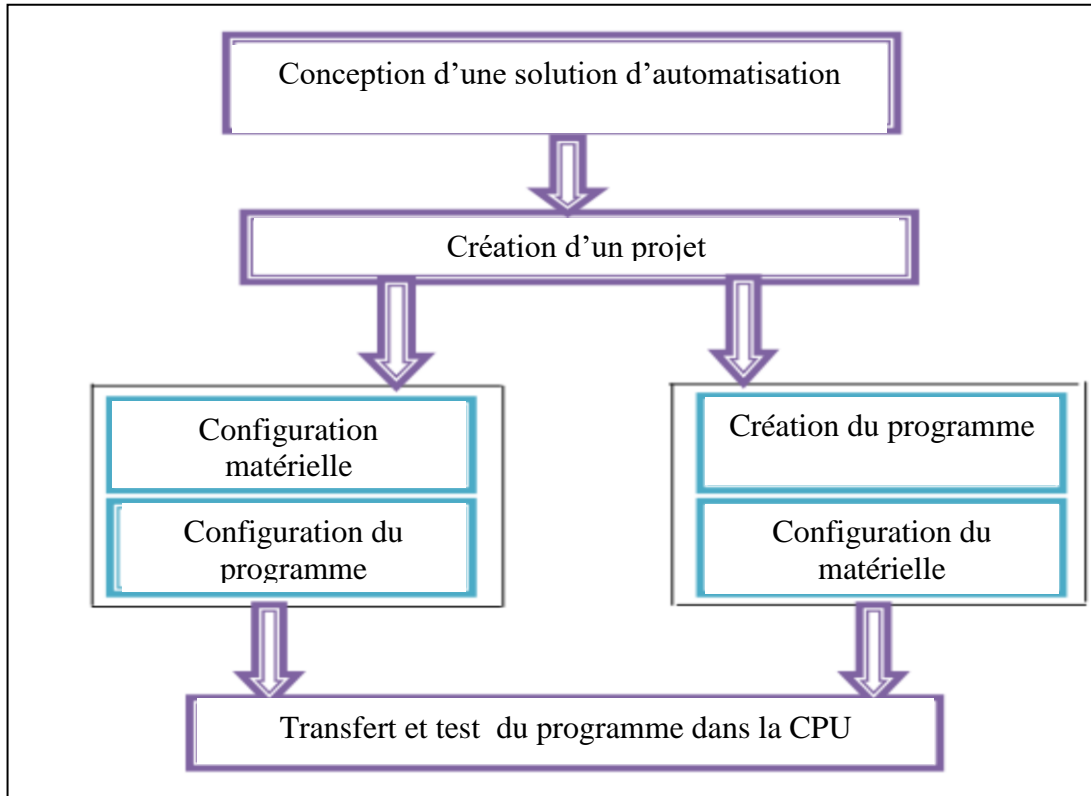 Conception d’une solution d’automatisation
Création d’un projet
Configuration
matérielle
Configuration du
programme
Création du programme
Configuration du
matérielle
Transfert et test  du programme dans la CPU